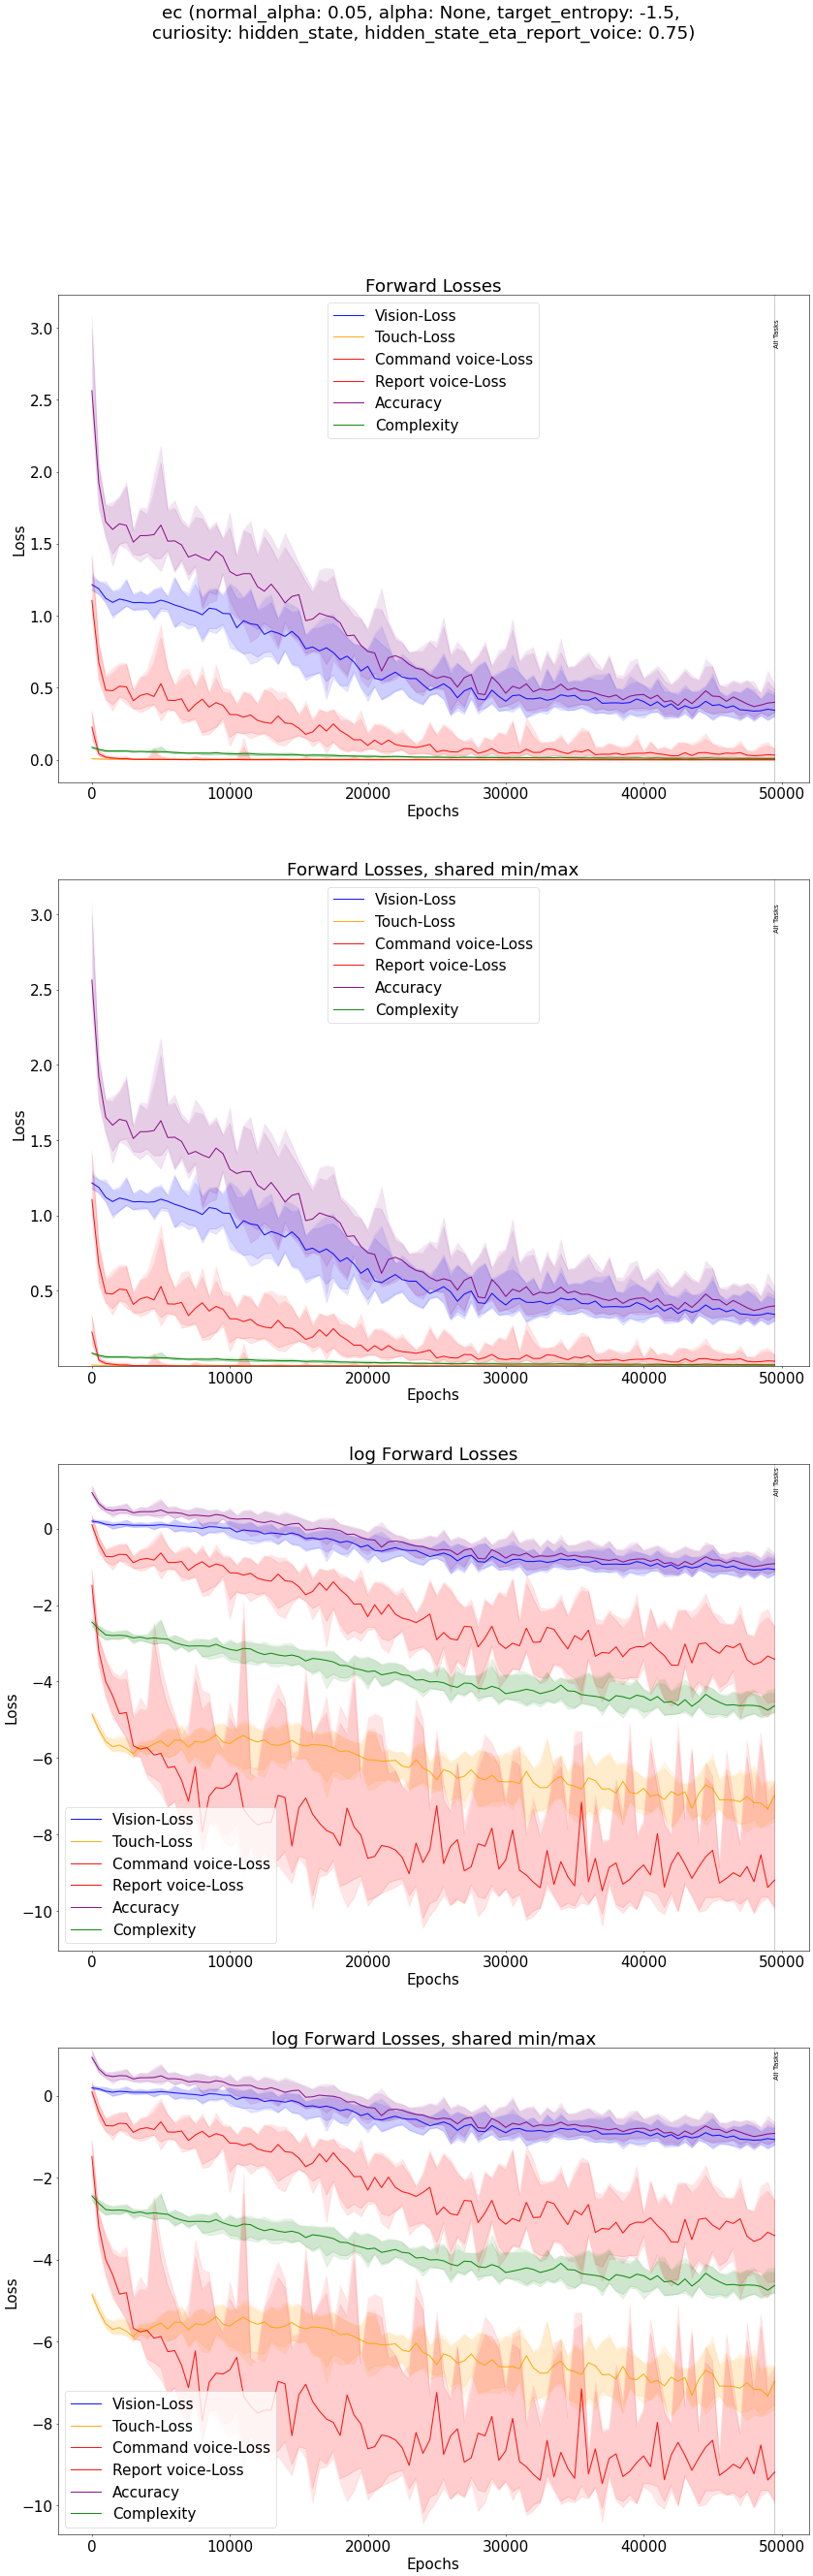 ec (normal_alpha: 0.05, alpha: None, target_entropy: -1.5,
curiosity: hidden_state, hidden_state_eta_report_voice: 0.75)
Forward Losses
Vision-Loss
Touch-Loss
Command voice-Loss
Report voice-Loss
Accuracy
Complexity
All Tasks
3.0
2.5
2.0
1.5
1.0
0.5
0.0
Loss
0 10000 20000 30000 40000 50000
Epochs
Forward Losses, shared min/max
Vision-Loss
Touch-Loss
Command voice-Loss
Report voice-Loss
Accuracy
Complexity
All Tasks
3.0
2.5
2.0
1.5
1.0
0.5
Loss
0 10000 20000 30000 40000 50000
Epochs
log Forward Losses
All Tasks
0
−2
−4
−6
−8
−10
Loss
Vision-Loss
Touch-Loss
Command voice-Loss
Report voice-Loss
Accuracy
Complexity
0 10000 20000 30000 40000 50000
Epochs
log Forward Losses, shared min/max
All Tasks
0
−2
−4
−6
−8
−10
Loss
Vision-Loss
Touch-Loss
Command voice-Loss
Report voice-Loss
Accuracy
Complexity
0 10000 20000 30000 40000 50000
Epochs